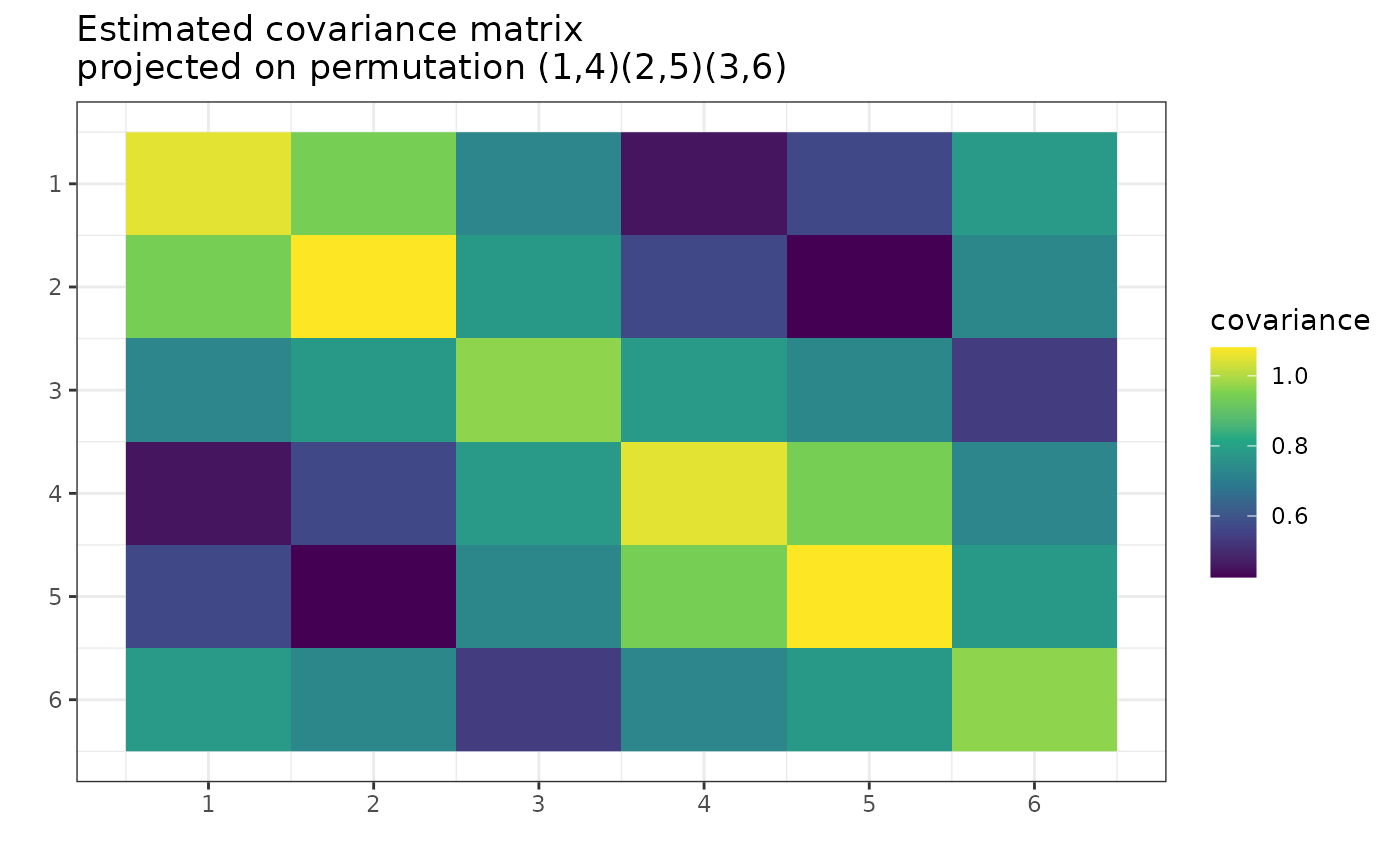 Estimated covariance matrix
projected on permutation (1,4)(2,5)(3,6)
1
2
3
4
5
6
1 2 3 4 5 6
covariance
1.0
0.8
0.6